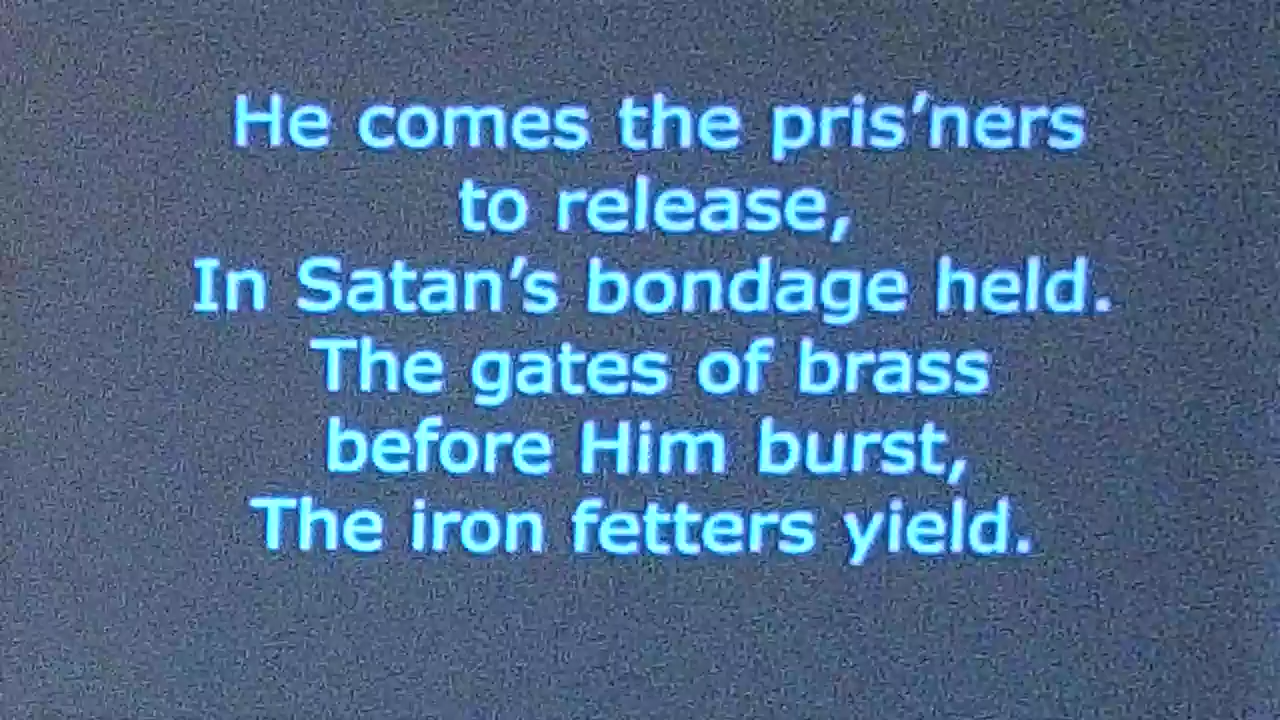 He comes the pris’ners
to release,
In Satan’s bondage held.
The gates of brass
before Him burst,
The iron fetters yield.